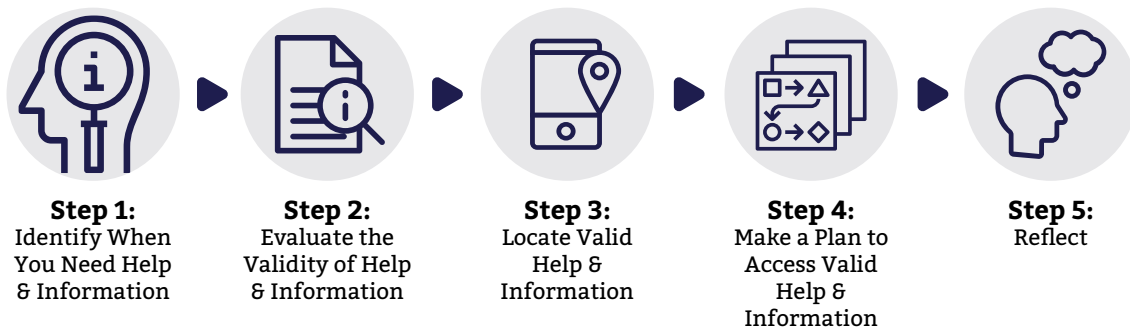 Step 1:
Identify When
You Need Help
& Information
Step 2:
Evaluate the
Validity of Help
& Information
Step 3:
Locate Valid
Help &
Information
Step 4:
Make a Plan to
Access Valid
Help &
Information
Step 5:
Reflect